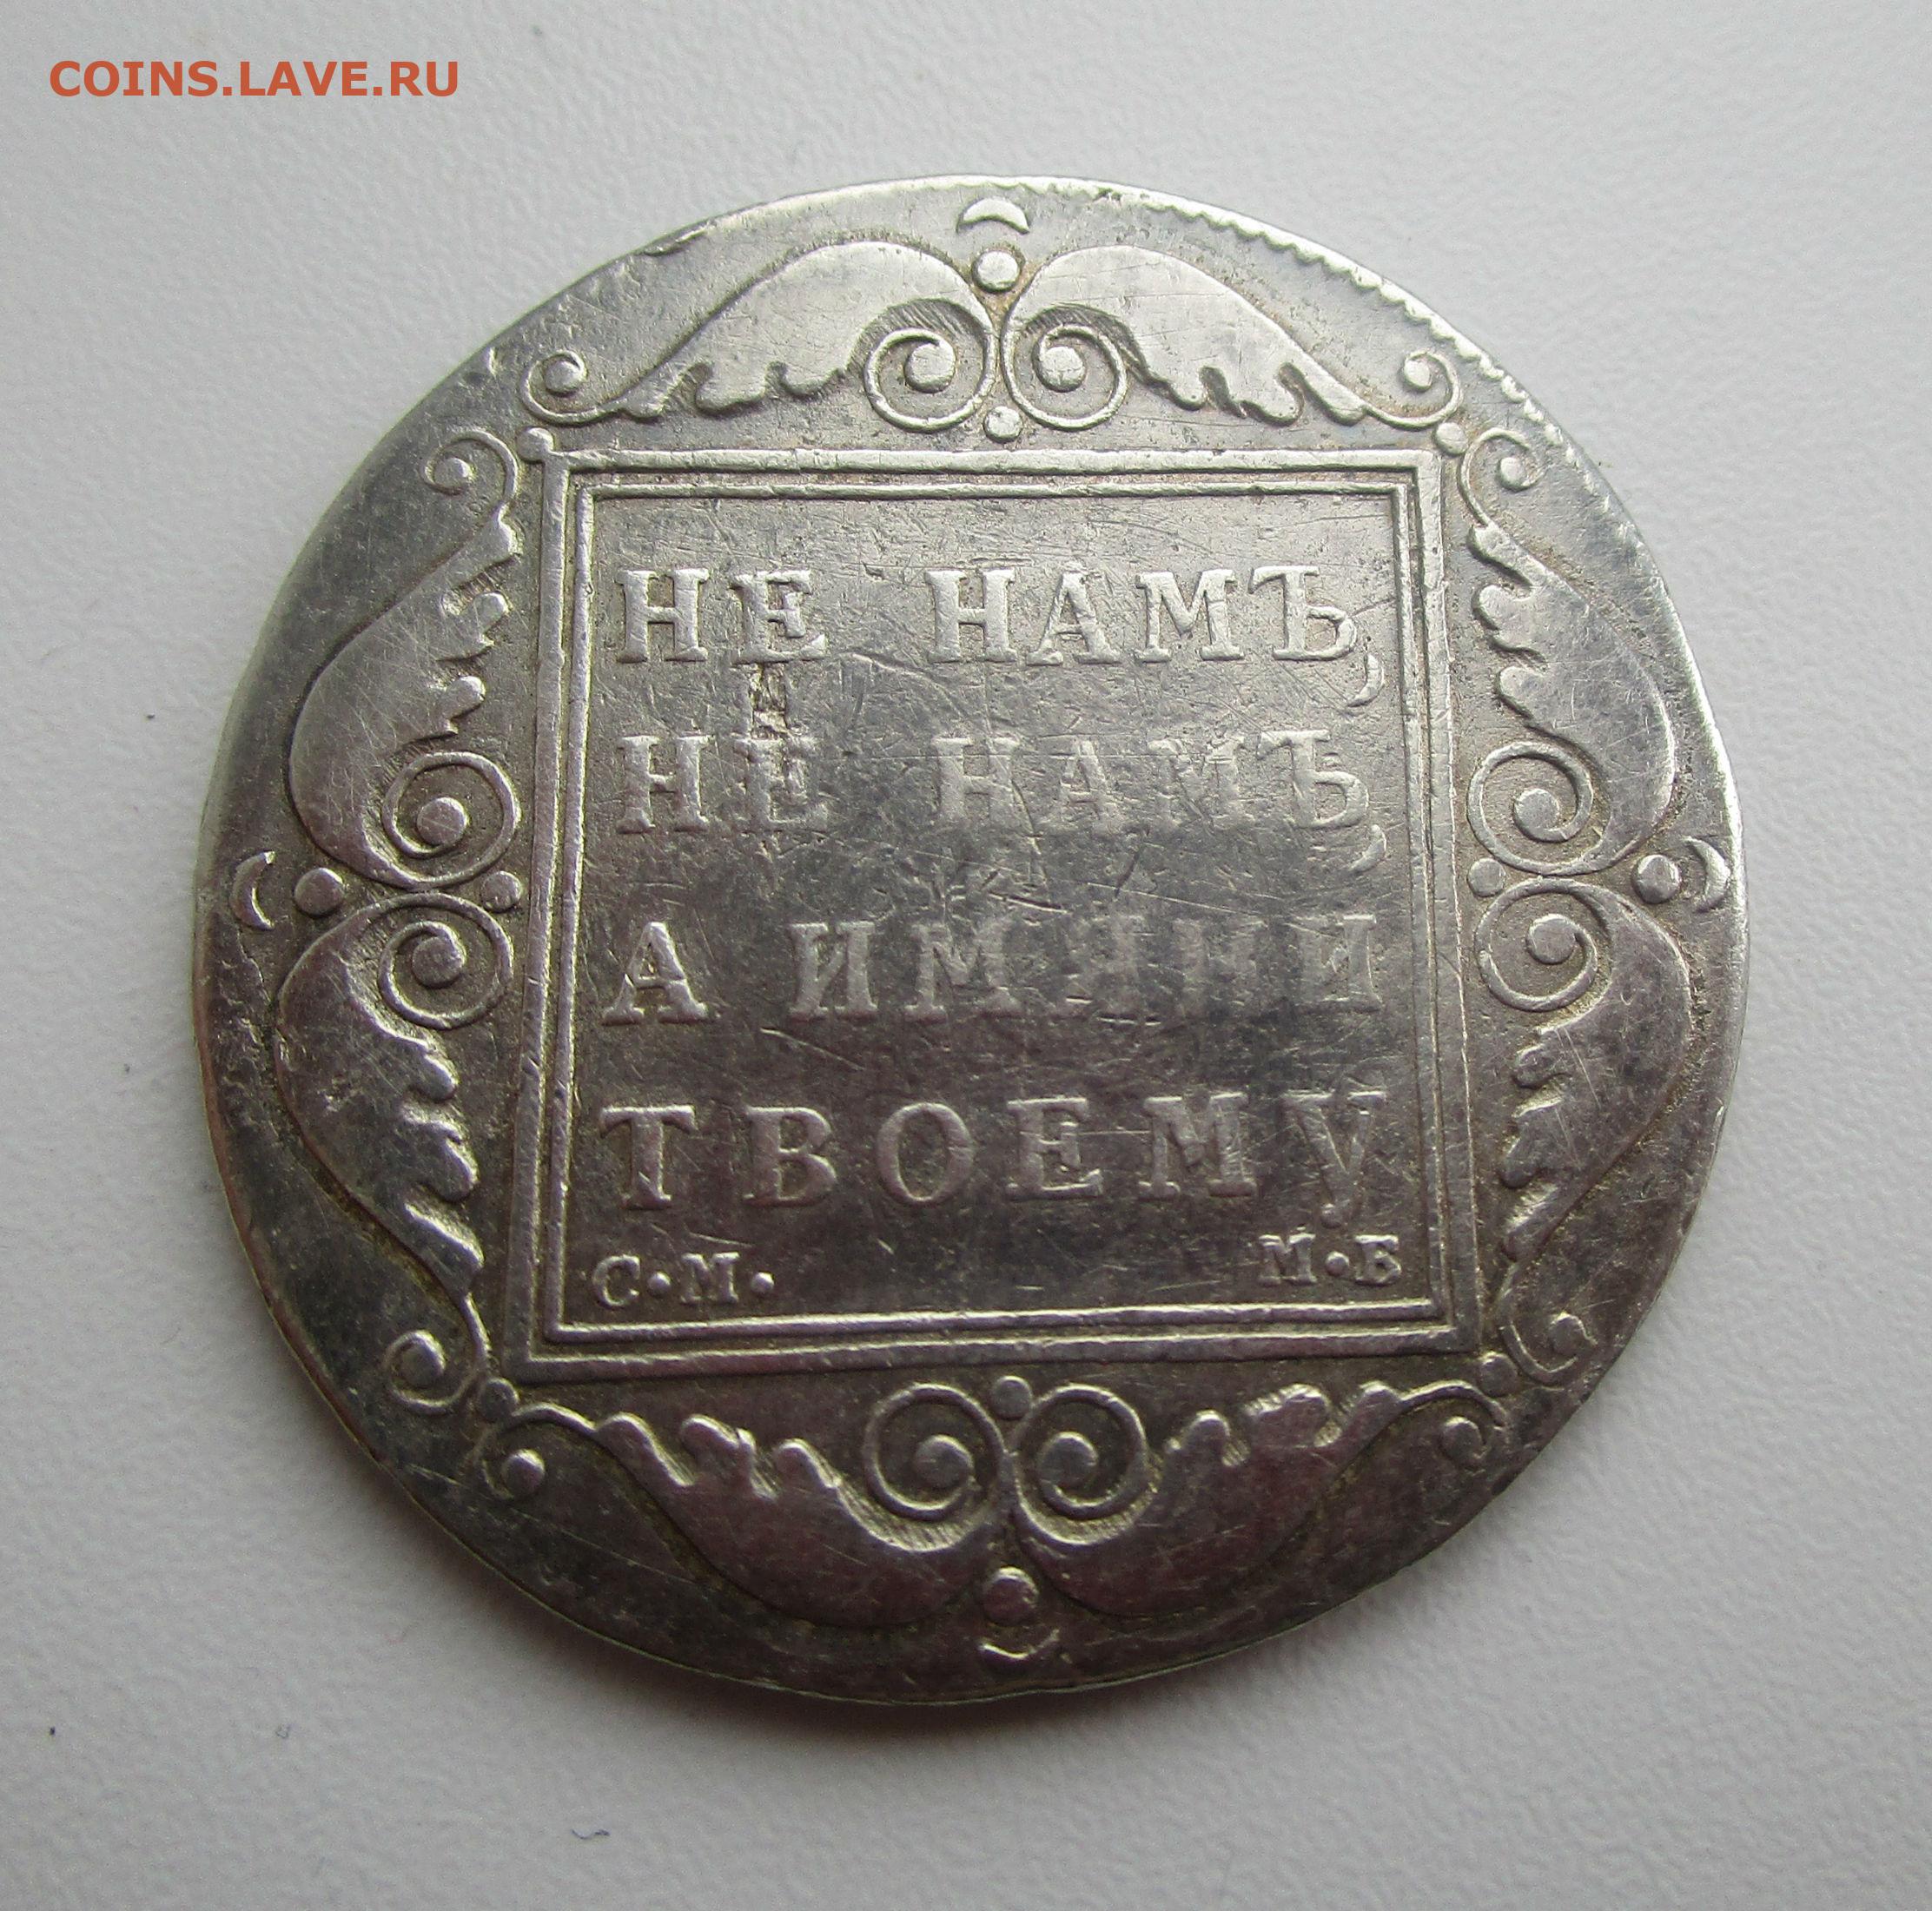 COINS.LAVE.RU
НЕ НАМЪ,
НЕ НАМЪ,
А ИМЯНИ
ТВОЕМУ
С·М· М·Б